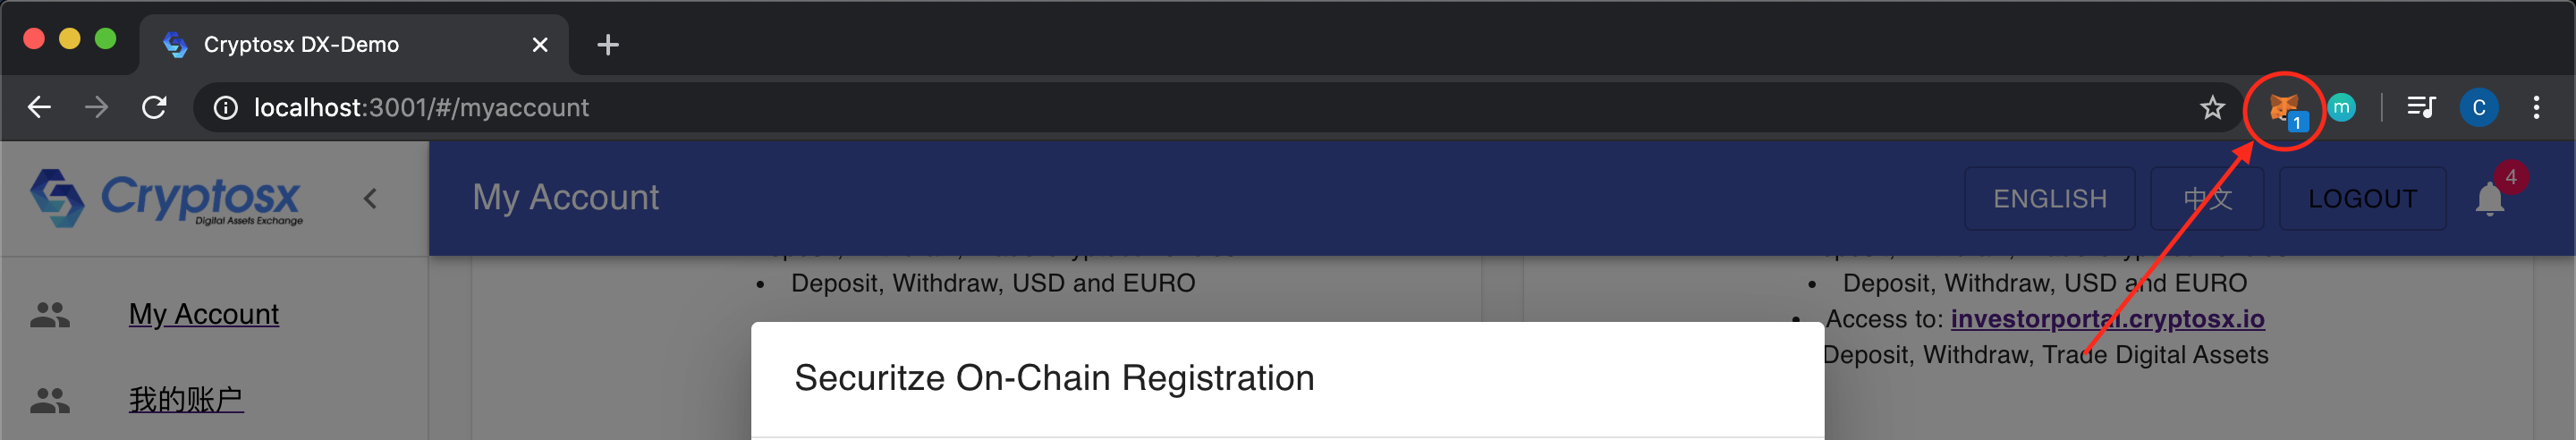 Cryptosx DX-Demo
localhost:3001/#/myaccount
1
m
C
Cryptosx
Digital Assets Exchange
My Account
ENGLISH
中文
LOGOUT
4
My Account
我的账户
• Deposit, Withdraw, USD and EURO
• Deposit, Withdraw, USD and EURO
• Access to: investorportal.cryptosx.io
Deposit, Withdraw, Trade Digital Assets
Securitze On-Chain Registration